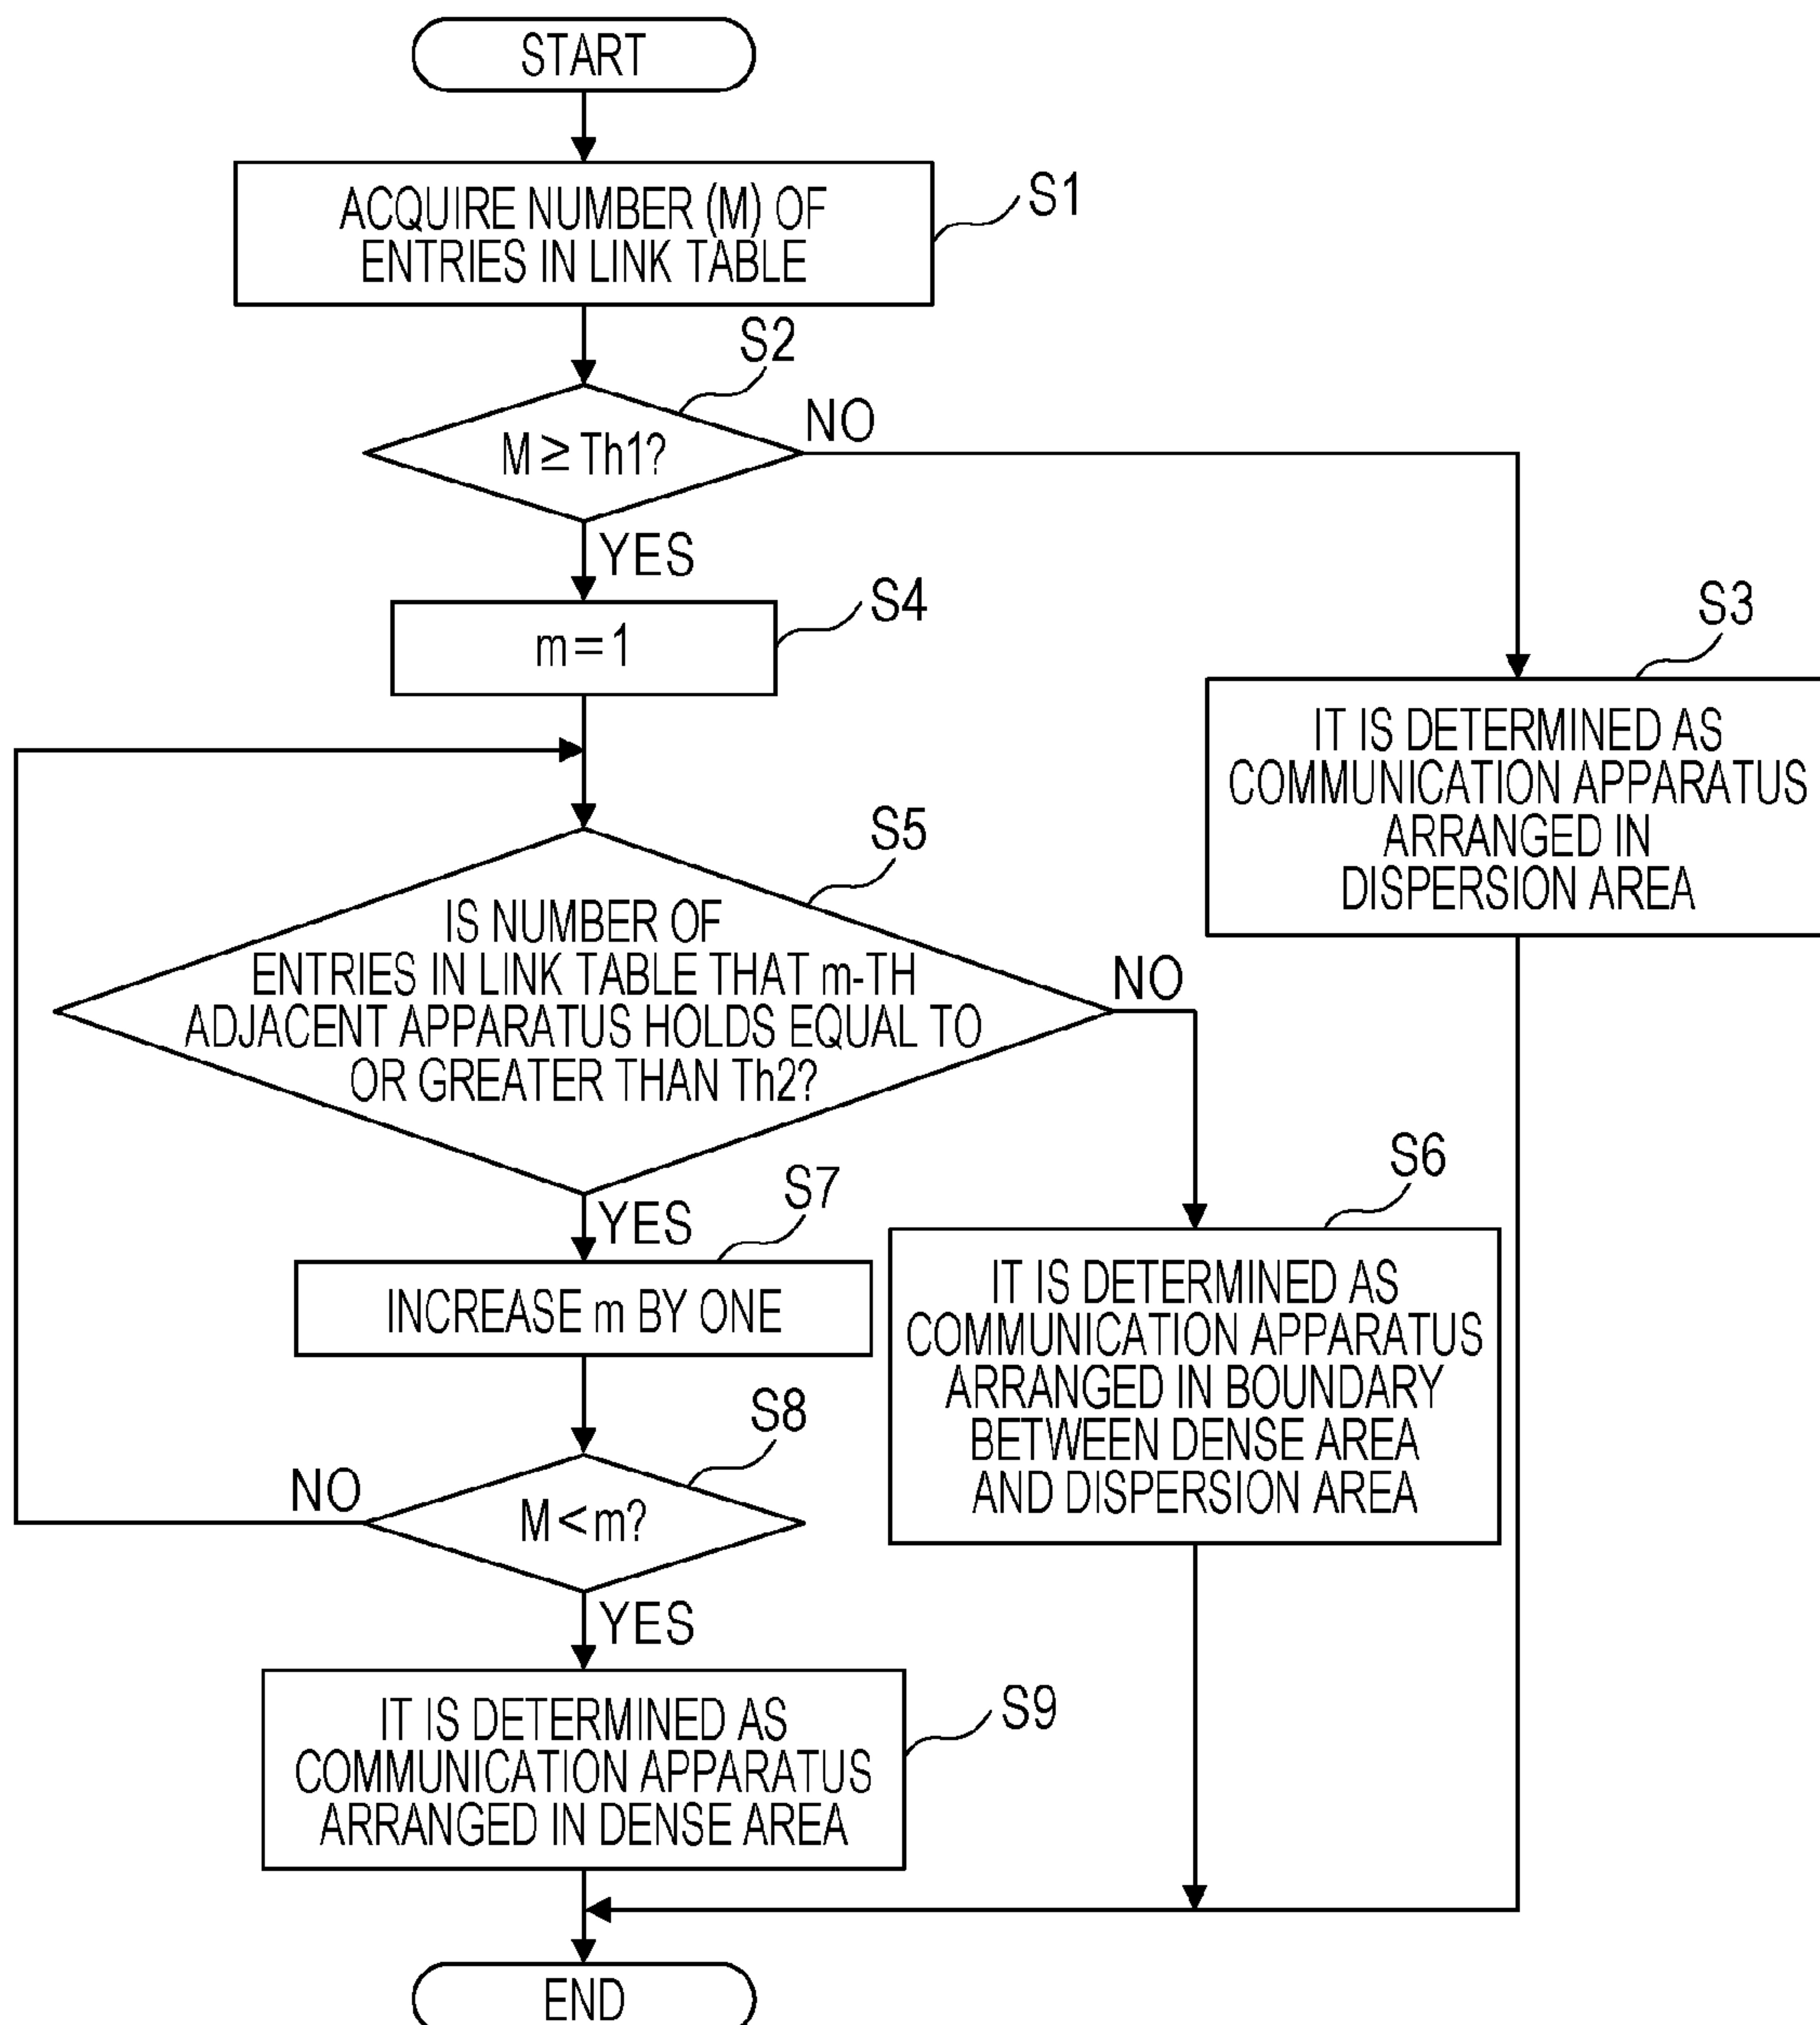 START
ACQUIRE NUMBER (M) OF
ENTRIES IN LINK TABLE
S1
S2
M ≥ Th1?
NO
YES
m=1
S4
S3
IT IS DETERMINED AS
COMMUNICATION APPARATUS
ARRANGED IN
DISPERSION AREA
S5
IS NUMBER OF
ENTRIES IN LINK TABLE THAT m-TH
ADJACENT APPARATUS HOLDS EQUAL TO
OR GREATER THAN Th2?
NO
YES
S7
INCREASE m BY ONE
S6
IT IS DETERMINED AS
COMMUNICATION APPARATUS
ARRANGED IN BOUNDARY
BETWEEN DENSE AREA
AND DISPERSION AREA
S8
NO
M<m?
YES
IT IS DETERMINED AS
COMMUNICATION APPARATUS
ARRANGED IN DENSE AREA
S9
END